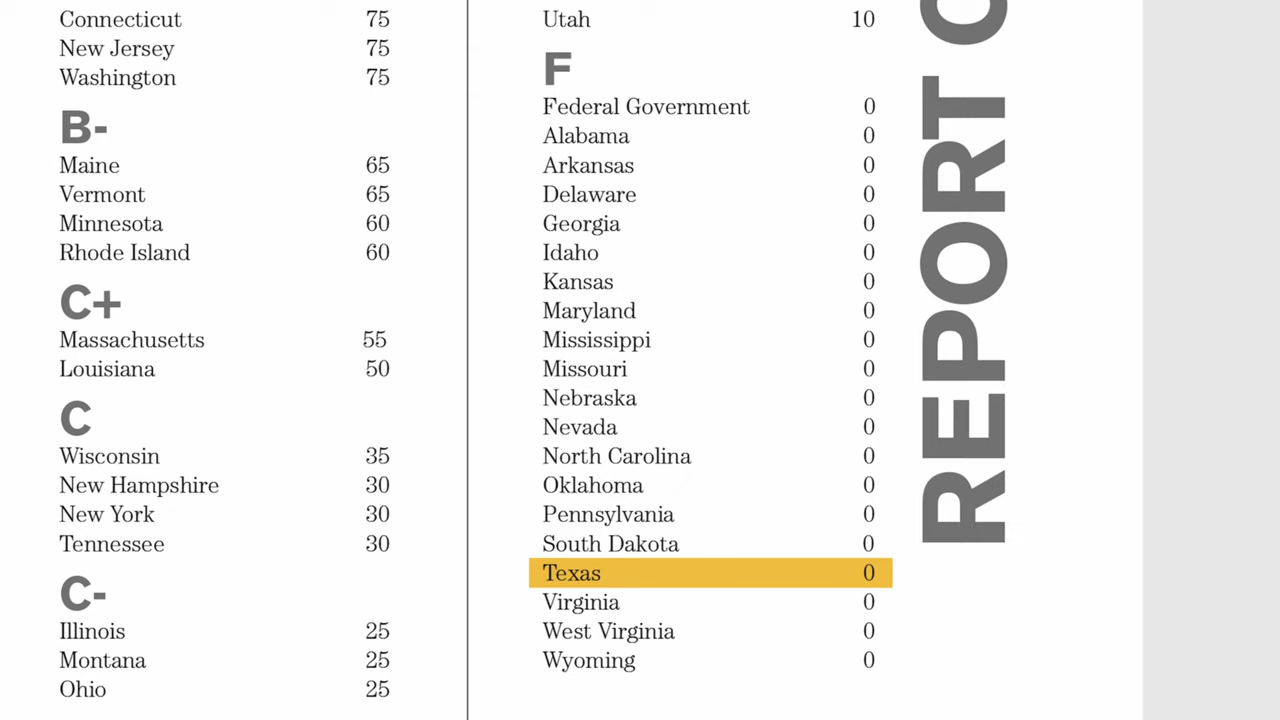 Connecticut 75
New Jersey 75
Washington 75
B-
Maine 65
Vermont 65
Minnesota 60
Rhode Island 60
C+
Massachusetts 55
Louisiana 50
C
Wisconsin 35
New Hampshire 30
New York 30
Tennessee 30
C-
Illinois 25
Montana 25
Ohio 25
Utah 10
F
Federal Government 0
Alabama 0
Arkansas 0
Delaware 0
Georgia 0
Idaho 0
Kansas 0
Maryland 0
Mississippi 0
Missouri 0
Nebraska 0
Nevada 0
North Carolina 0
Oklahoma 0
Pennsylvania 0
South Dakota 0
Texas 0
Virginia 0
West Virginia 0
Wyoming 0
REPORT